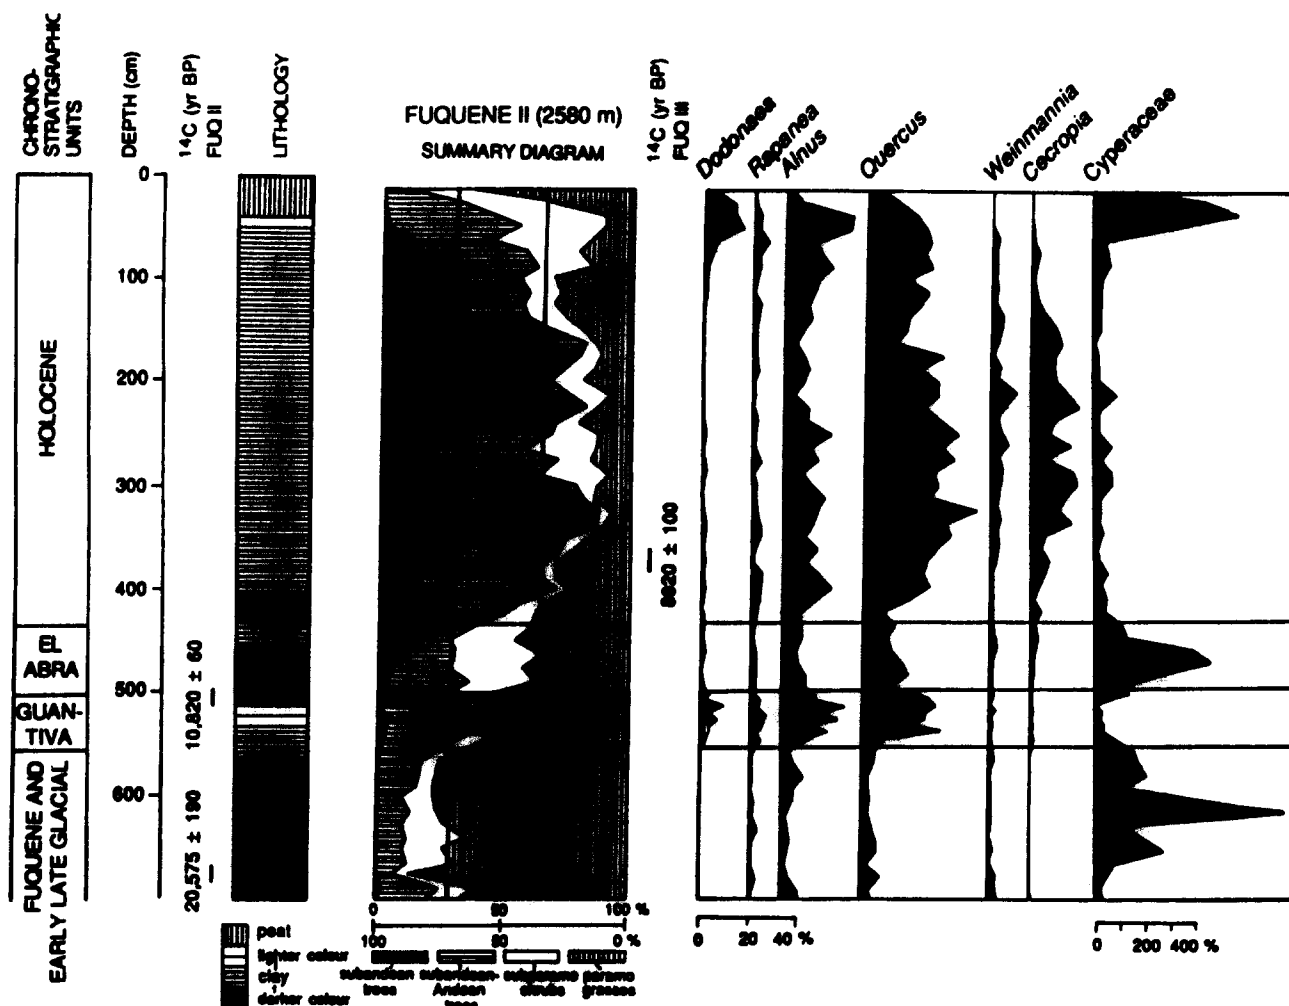 CHRONO-
STRATIGRAPHIC
UNITS
DEPTH (cm)
14C (yr BP)
FUQ II
LITHOLOGY
FUQUENE II (2580 m)
SUMMARY DIAGRAM
14C (yr BP)
FUQ III
Dodonaea
Rapanea
Alnus
Quercus
Weinmannia
Cecropia
Cyperaceae
0
100
200
300
400
500
600
HOLOCENE
EL
ABRA
GUAN-
TIVA
FUQUENE AND
EARLY LATE GLACIAL
10,820 ± 60
20,575 ± 190
8620 ± 100
0 50 100 %
100 50 0 %
0 20 40 %
0 200 400 %
peat
lighter colour
clay
darker colour
subandean
trees
subandean-
Andean
trees
subparamo
shrubs
paramo
grasses